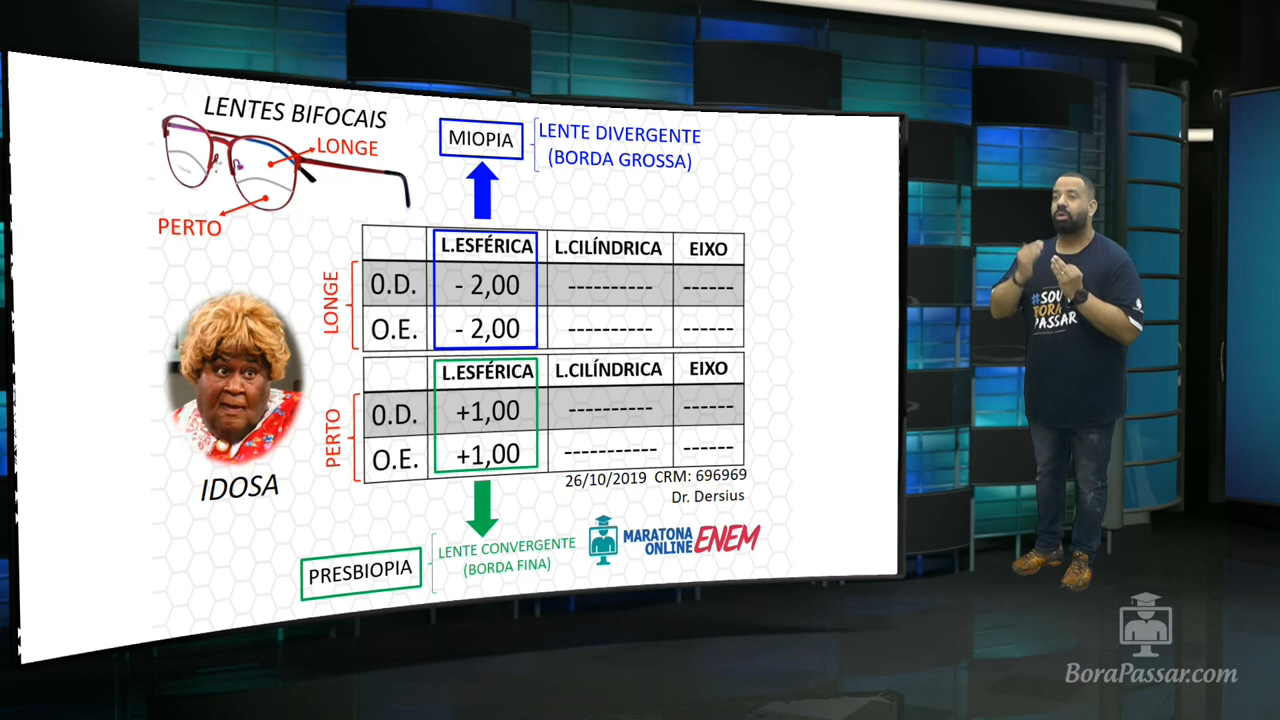 LENTES BIFOCAIS
LONGE
PERTO
MIOPIA
LENTE DIVERGENTE
(BORDA GROSSA)
L.ESFÉRICA L.CILÍNDRICA EIXO
LONGE
O.D. - 2,00 ---------- ------
O.E. - 2,00 ---------- ------
L.ESFÉRICA L.CILÍNDRICA EIXO
PERTO
O.D. +1,00 ---------- ------
O.E. +1,00 ----------- ------
26/10/2019 CRM: 696969
Dr. Dersius
IDOSA
PRESBIOPIA
LENTE CONVERGENTE
(BORDA FINA)
MARATONA
ONLINE
ENEM
#SOU
BORA
PASSAR
BoraPassar.com